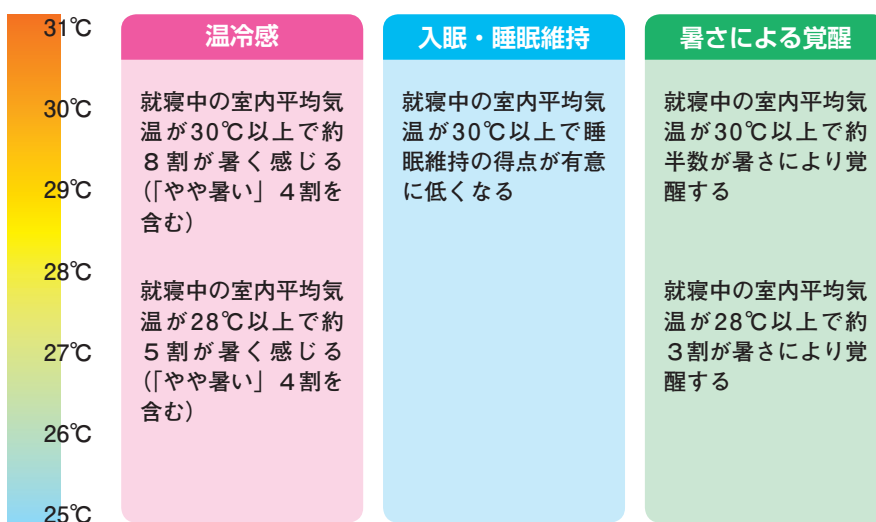 31℃
30℃
29℃
28℃
27℃
26℃
25℃
温冷感
就寝中の室内平均気
温が30℃以上で約
８割が暑く感じる
（「やや暑い」４割を
含む）
就寝中の室内平均気
温が28℃以上で約
５割が暑く感じる
（「やや暑い」４割を
含む）
入眠・睡眠維持
就寝中の室内平均気
温が30℃以上で睡
眠維持の得点が有意
に低くなる
暑さによる覚醒
就寝中の室内平均気
温が30℃以上で約
半数が暑さにより覚
醒する
就寝中の室内平均気
温が28℃以上で約
３割が暑さにより覚
醒する